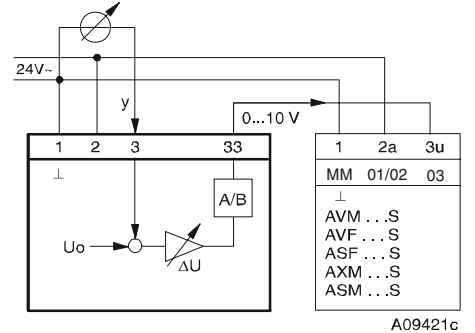 24V~
y
0...10 V
1 2 3 33
⊥
A/B
Uo
ΔU
1 2a 3u
MM 01/02 03
⊥
AVM ...S
AVF ...S
ASF ...S
AXM ...S
ASM ...S
A09421c